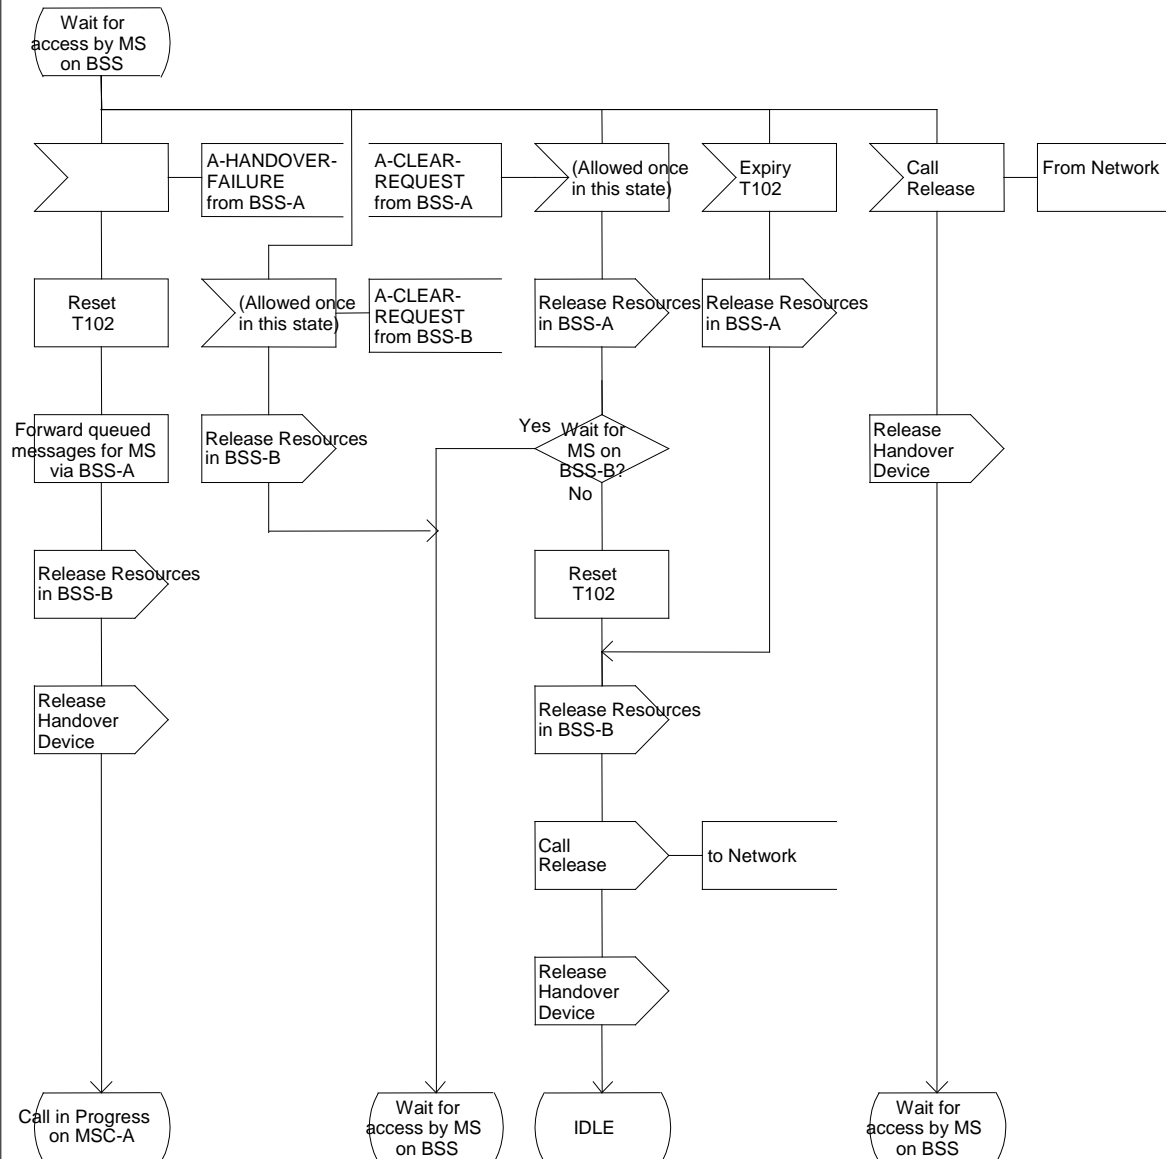 Wait for
access by MS
on BSS
A-HANDOVER-
FAILURE
from BSS-A
A-CLEAR-
REQUEST
from BSS-A
(Allowed once
in this state)
Expiry
T102
Call
Release
From Network
Reset
T102
(Allowed once
in this state)
A-CLEAR-
REQUEST
from BSS-B
Release Resources
in BSS-A
Release Resources
in BSS-A
Forward queued
messages for MS
via BSS-A
Release Resources
in BSS-B
Yes
Wait for
MS on
BSS-B?
No
Release
Handover
Device
Release Resources
in BSS-B
Reset
T102
Release
Handover
Device
Release Resources
in BSS-B
Call
Release
to Network
Release
Handover
Device
Call in Progress
on MSC-A
Wait for
access by MS
on BSS
IDLE
Wait for
access by MS
on BSS